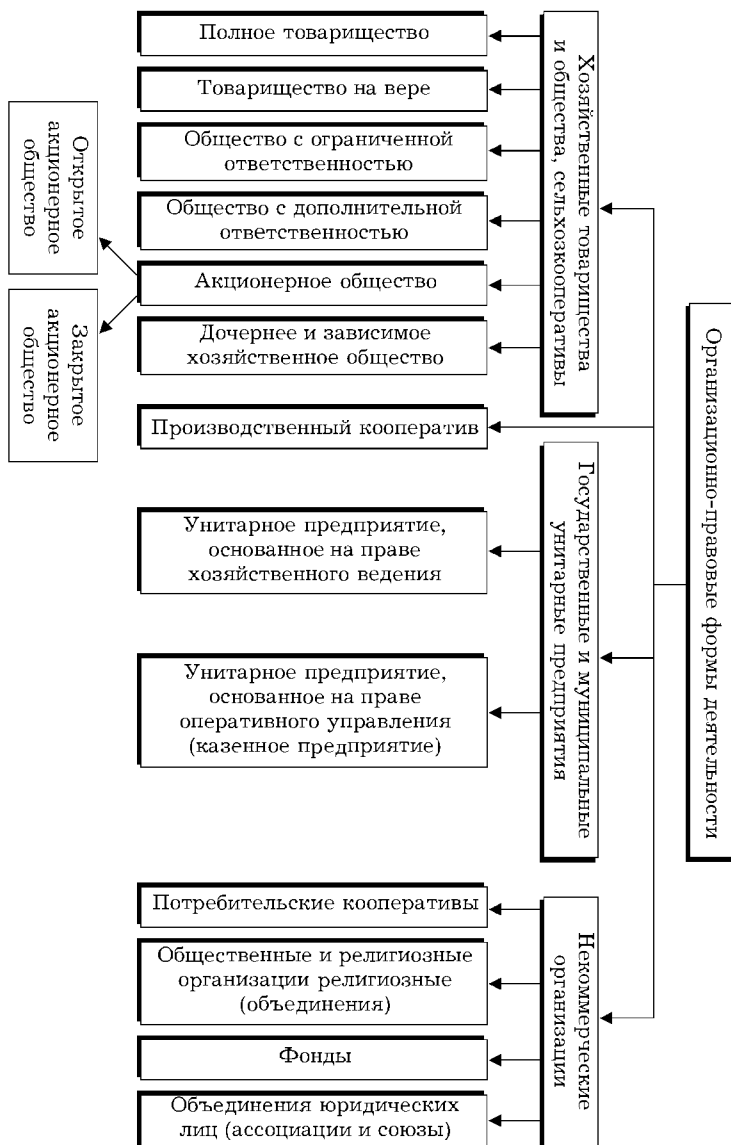 Организационно-правовые формы деятельности
Хозяйственные товарищества
и общества, сельхозкооперативы
Полное товарищество
Товарищество на вере
Общество с ограниченной
ответственностью
Общество с дополнительной
ответственностью
Акционерное общество
Открытое
акционерное
общество
Закрытое
акционерное
общество
Дочернее и зависимое
хозяйственное общество
Производственный кооператив
Государственные и муниципальные
унитарные предприятия
Унитарное предприятие,
основанное на праве
хозяйственного ведения
Унитарное предприятие,
основанное на праве
оперативного управления
(казенное предприятие)
Некоммерческие
организации
Потребительские кооперативы
Общественные и религиозные
организации религиозные
(объединения)
Фонды
Объединения юридических
лиц (ассоциации и союзы)